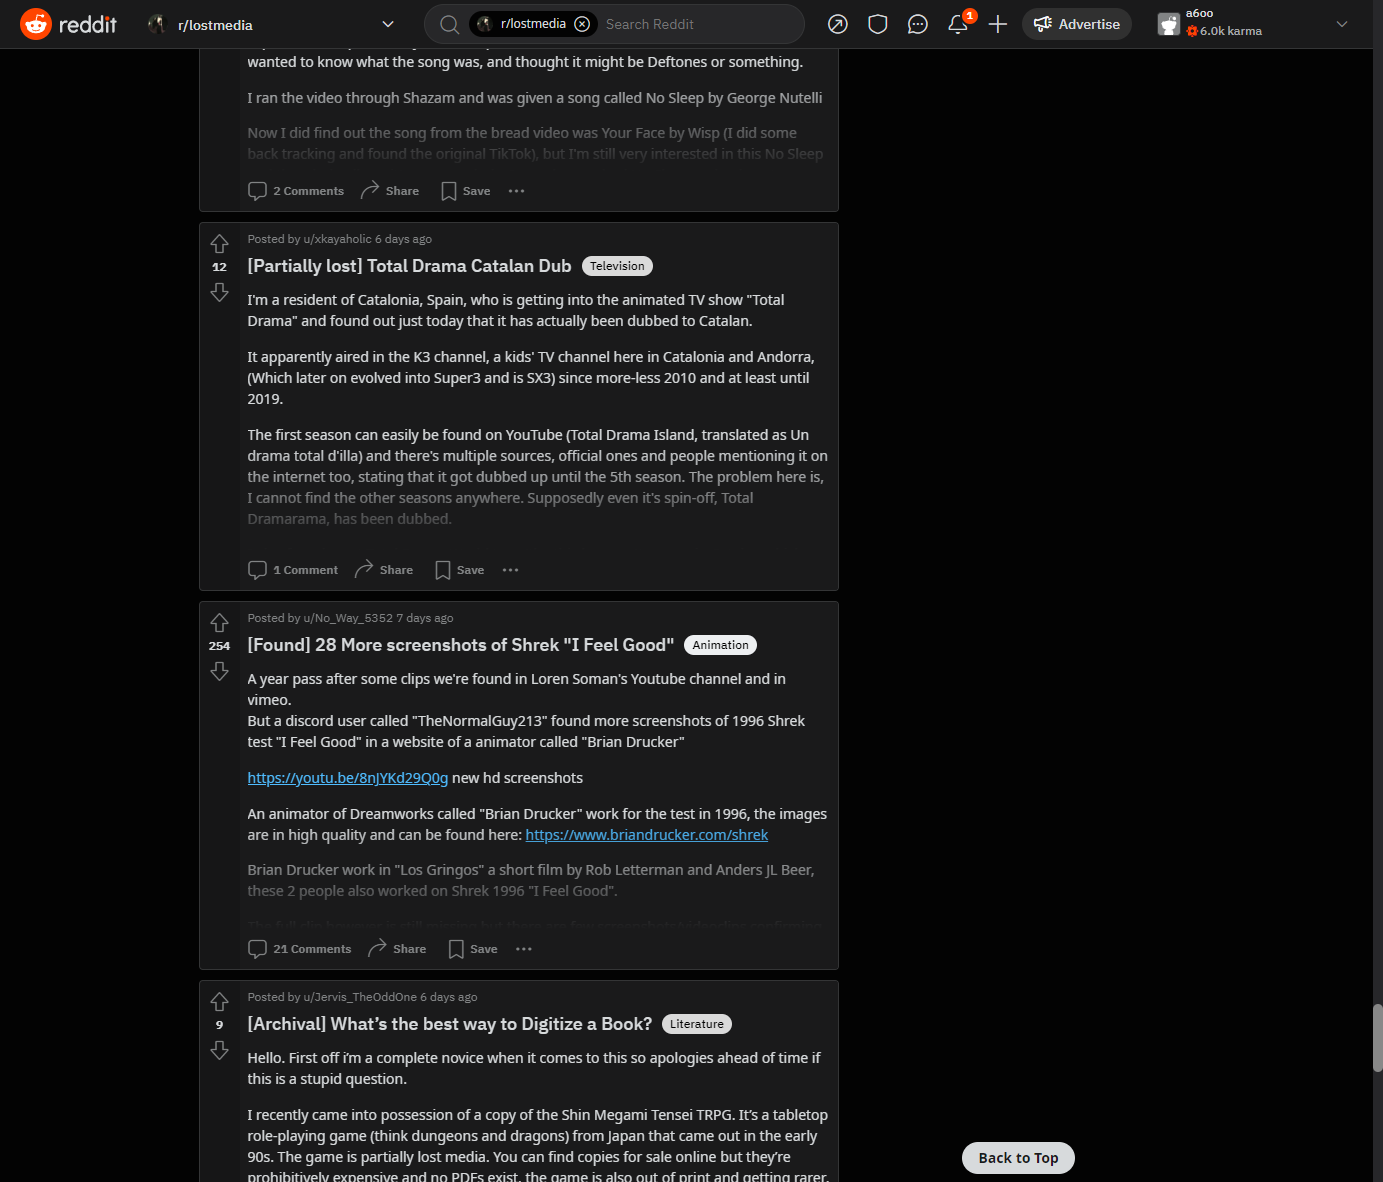 reddit
r/lostmedia
r/lostmedia
Search Reddit
1
Advertise
a6oo
6.0k karma
wanted to know what the song was, and thought it might be Deftones or something.
I ran the video through Shazam and was given a song called No Sleep by George Nutelli
Now I did find out the song from the bread video was Your Face by Wisp (I did some
back tracking and found the original TikTok), but I'm still very interested in this No Sleep
2 Comments
Share
Save
Posted by u/xkayaholic 6 days ago
12
[Partially lost] Total Drama Catalan Dub
Television
I'm a resident of Catalonia, Spain, who is getting into the animated TV show "Total
Drama" and found out just today that it has actually been dubbed to Catalan.
It apparently aired in the K3 channel, a kids' TV channel here in Catalonia and Andorra,
(Which later on evolved into Super3 and is SX3) since more-less 2010 and at least until
2019.
The first season can easily be found on YouTube (Total Drama Island, translated as Un
drama total d'illa) and there's multiple sources, official ones and people mentioning it on
the internet too, stating that it got dubbed up until the 5th season. The problem here is,
I cannot find the other seasons anywhere. Supposedly even it's spin-off, Total
Dramarama, has been dubbed.
1 Comment
Share
Save
Posted by u/No_Way_5352 7 days ago
254
[Found] 28 More screenshots of Shrek "I Feel Good"
Animation
A year pass after some clips we're found in Loren Soman's Youtube channel and in
vimeo.
But a discord user called "TheNormalGuy213" found more screenshots of 1996 Shrek
test "I Feel Good" in a website of a animator called "Brian Drucker"
https://youtu.be/8nJYKd29Q0g new hd screenshots
An animator of Dreamworks called "Brian Drucker" work for the test in 1996, the images
are in high quality and can be found here: https://www.briandrucker.com/shrek
Brian Drucker work in "Los Gringos" a short film by Rob Letterman and Anders JL Beer,
these 2 people also worked on Shrek 1996 "I Feel Good".
21 Comments
Share
Save
Posted by u/Jervis_TheOddOne 6 days ago
9
[Archival] What's the best way to Digitize a Book?
Literature
Hello. First off i'm a complete novice when it comes to this so apologies ahead of time if
this is a stupid question.
I recently came into possession of a copy of the Shin Megami Tensei TRPG. It's a tabletop
role-playing game (think dungeons and dragons) from Japan that came out in the early
90s. The game is partially lost media. You can find copies for sale online but they're
prohibitively expensive and no PDFs exist, the game is also out of print and getting rarer.
Back to Top